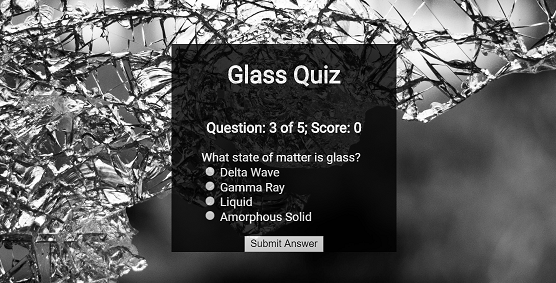 Glass Quiz
Question: 3 of 5; Score: 0
What state of matter is glass?
Delta Wave
Gamma Ray
Liquid
Amorphous Solid
Submit Answer